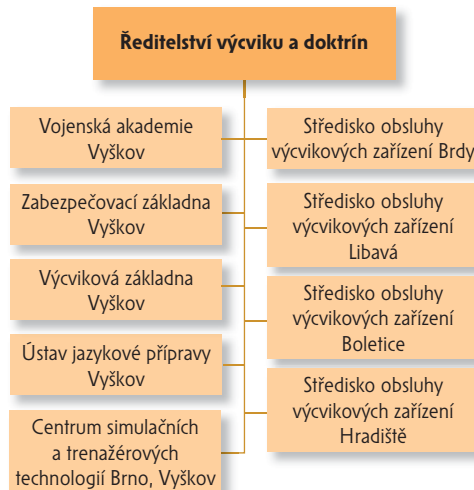 Ředitelství výcviku a doktrín
Vojenská akademie
Vyškov
Zabezpečovací základna
Vyškov
Výcviková základna
Vyškov
Ústav jazykové přípravy
Vyškov
Centrum simulačních
a trenažérových
technologií Brno, Vyškov
Středisko obsluhy
výcvikových zařízení Brdy
Středisko obsluhy
výcvikových zařízení
Libavá
Středisko obsluhy
výcvikových zařízení
Boletice
Středisko obsluhy
výcvikových zařízení
Hradiště